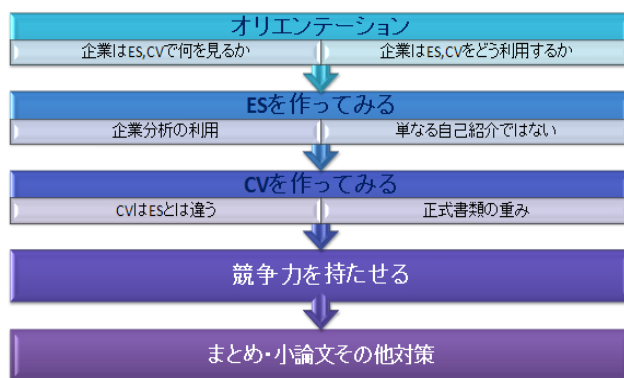 オリエンテーション
企業はES,CVで何を見るか
企業はES,CVをどう利用するか
ESを作ってみる
企業分析の利用
単なる自己紹介ではない
CVを作ってみる
CVはESとは違う
正式書類の重み
競争力を持たせる
まとめ・小論文その他対策